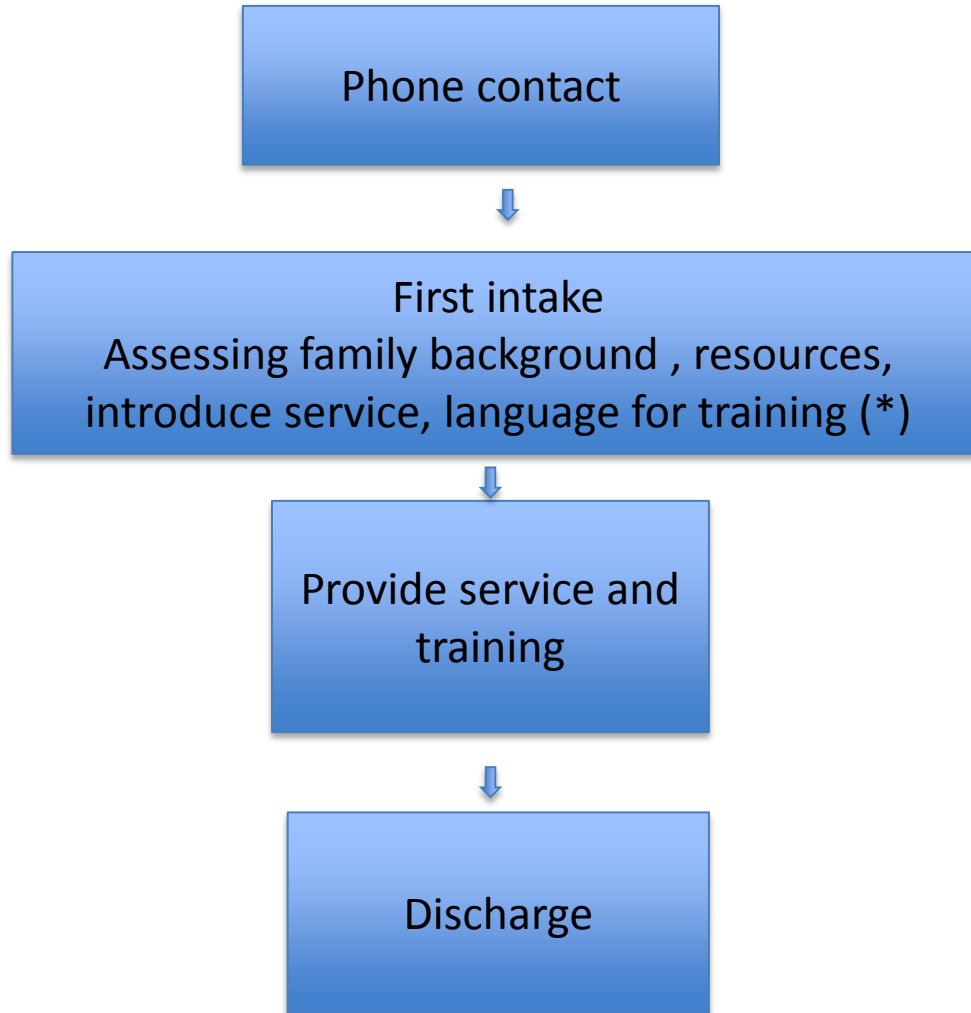 Phone contact
First intake
Assessing family background , resources,
introduce service, language for training (*)
Provide service and
training
Discharge